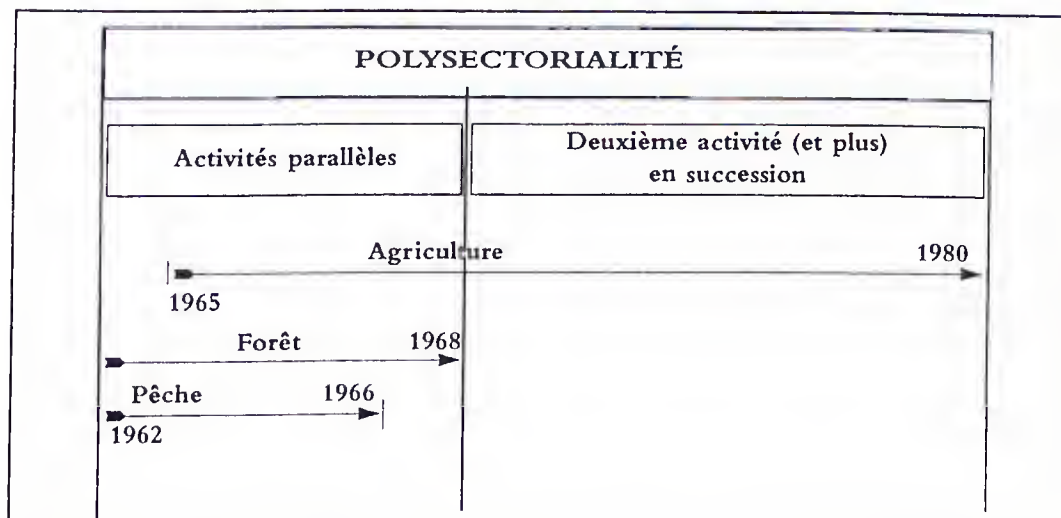 POLYSECTORIALITÉ
Activités parallèles
Deuxième activité (et plus)
en succession
Agriculture
1980
1965
Forêt
1968
Pêche
1966
1962